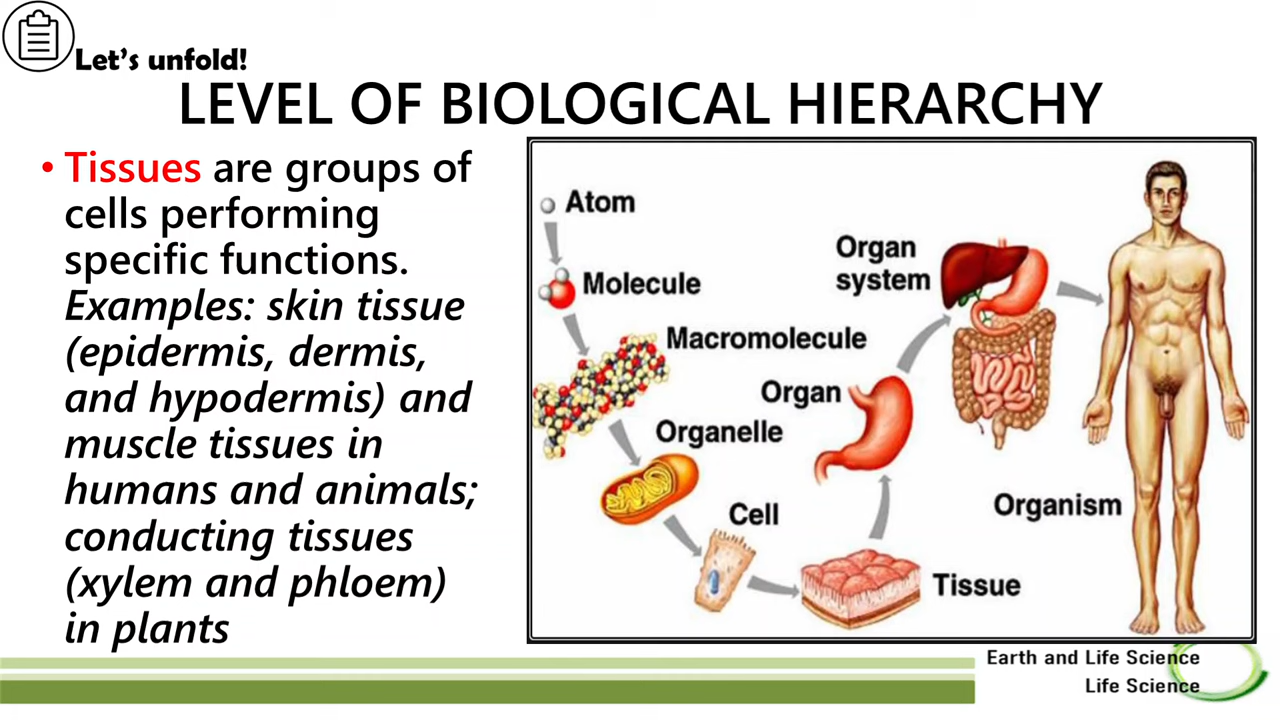 Let's unfold!
LEVEL OF BIOLOGICAL HIERARCHY
• Tissues are groups of
cells performing
specific functions.
Examples: skin tissue
(epidermis, dermis,
and hypodermis) and
muscle tissues in
humans and animals;
conducting tissues
(xylem and phloem)
in plants
Atom
Molecule
Macromolecule
Organelle
Cell
Tissue
Organ
Organ
system
Organism
Earth and Life Science
Life Science